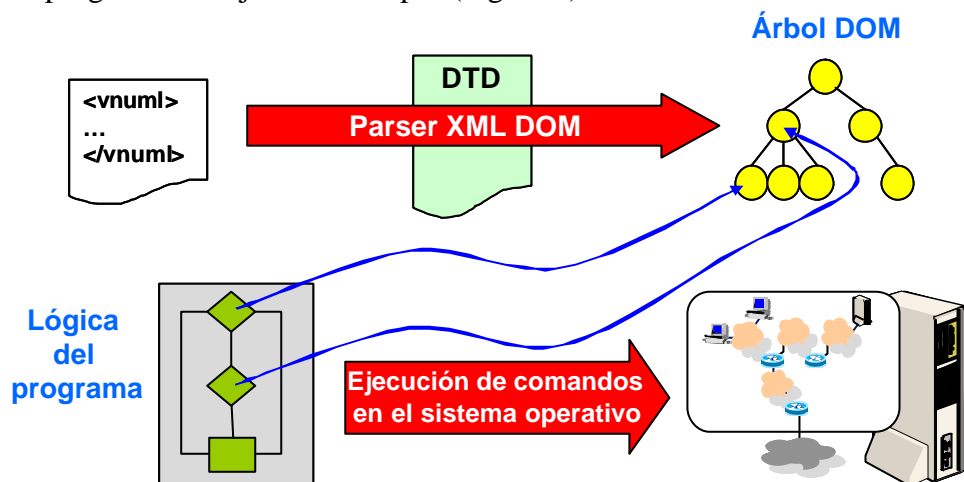 Árbol DOM
DTD
<vnuml>
…
</vnuml>
Parser XML DOM
Lógica
del
programa
Ejecución de comandos
en el sistema operativo